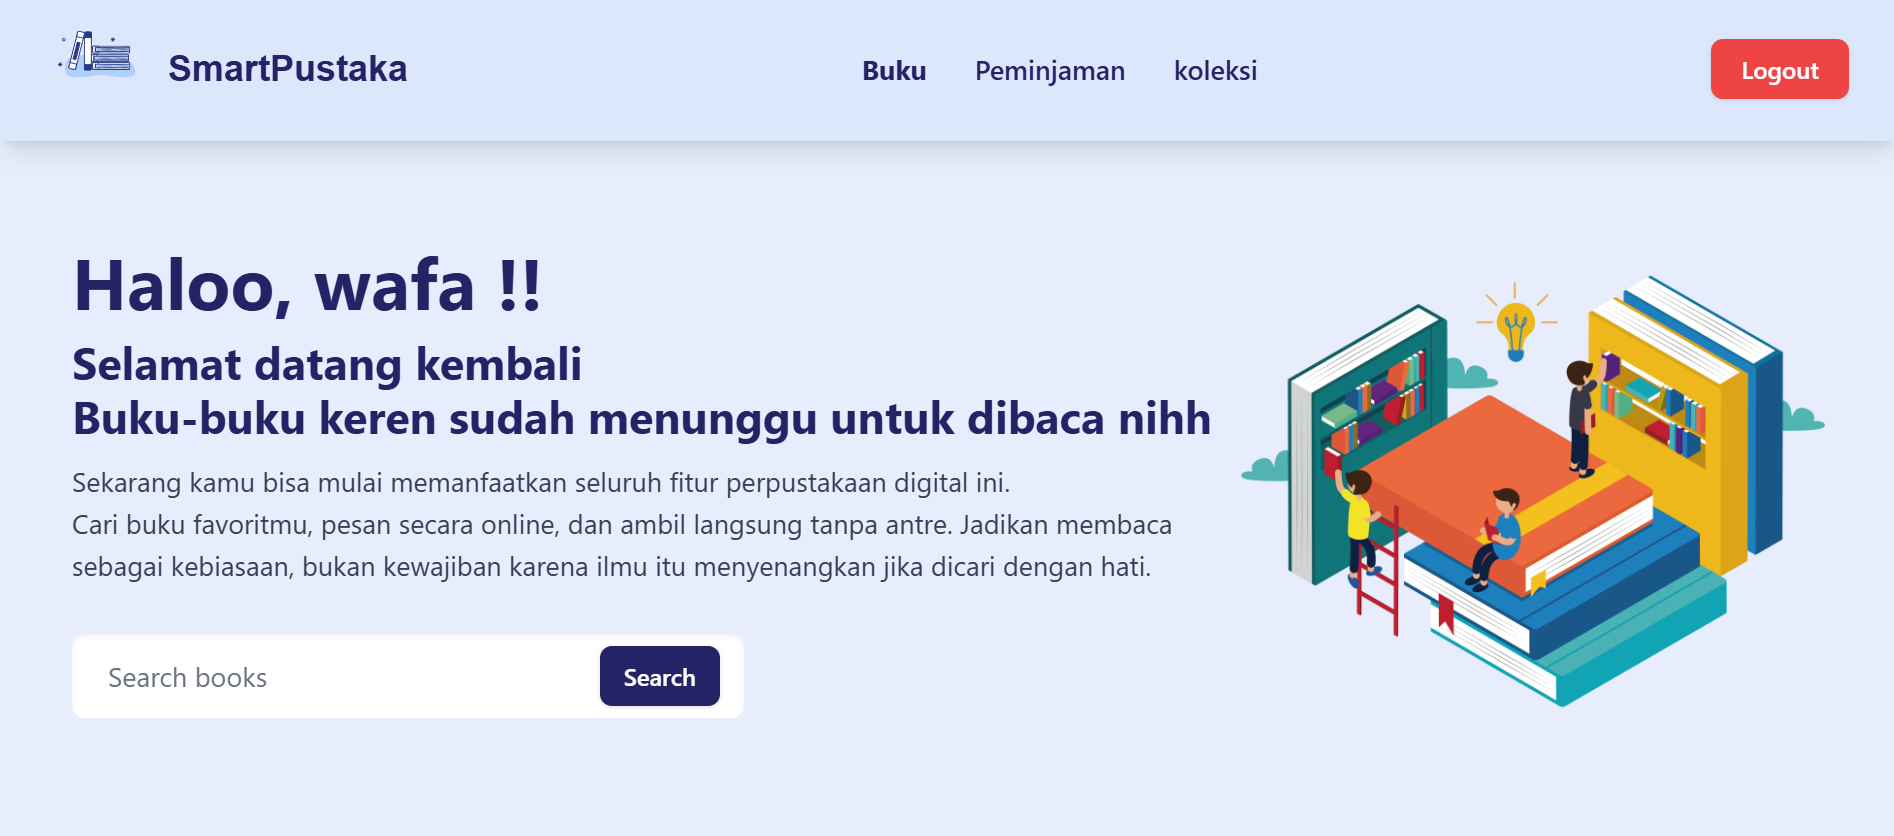 SmartPustaka
Buku
Peminjaman
koleksi
Logout
Haloo, wafa !!
Selamat datang kembali
Buku-buku keren sudah menunggu untuk dibaca nihh
Sekarang kamu bisa mulai memanfaatkan seluruh fitur perpustakaan digital ini.
Cari buku favoritmu, pesan secara online, dan ambil langsung tanpa antre. Jadikan membaca
sebagai kebiasaan, bukan kewajiban karena ilmu itu menyenangkan jika dicari dengan hati.
Search books
Search